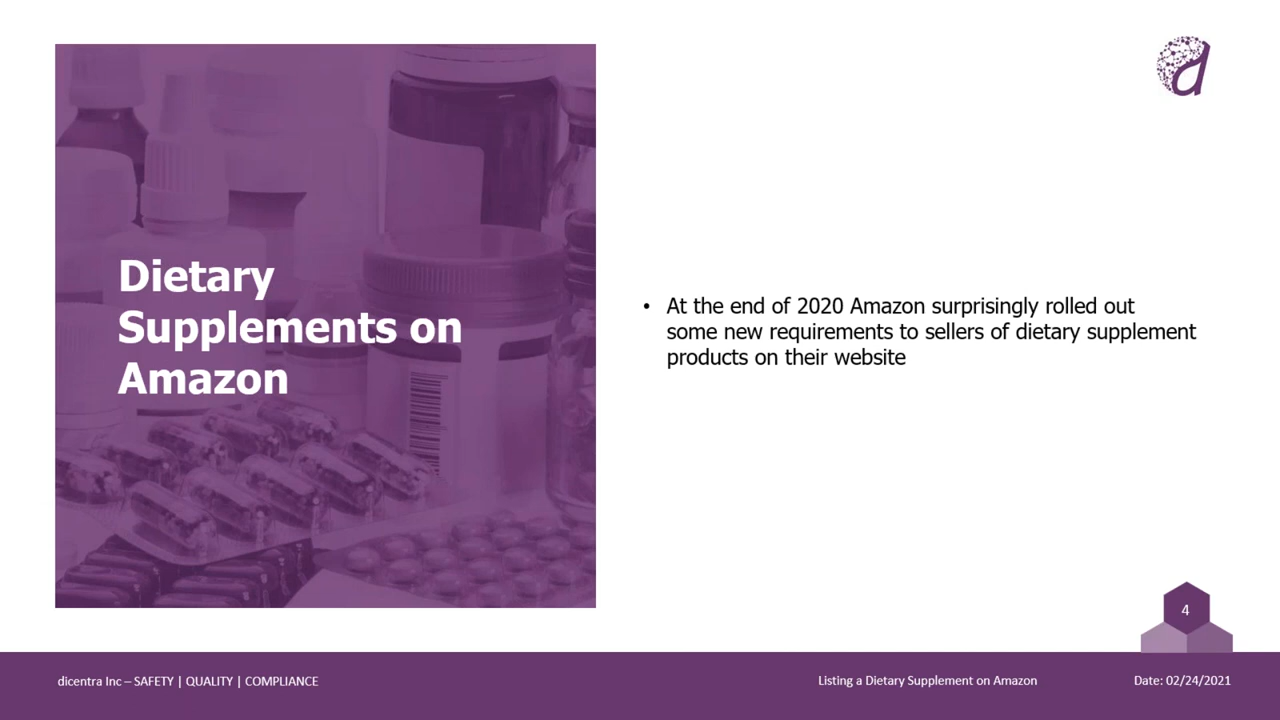 Dietary
Supplements on
Amazon
• At the end of 2020 Amazon surprisingly rolled out
some new requirements to sellers of dietary supplement
products on their website
4
dicentra Inc – SAFETY | QUALITY | COMPLIANCE
Listing a Dietary Supplement on Amazon
Date: 02/24/2021